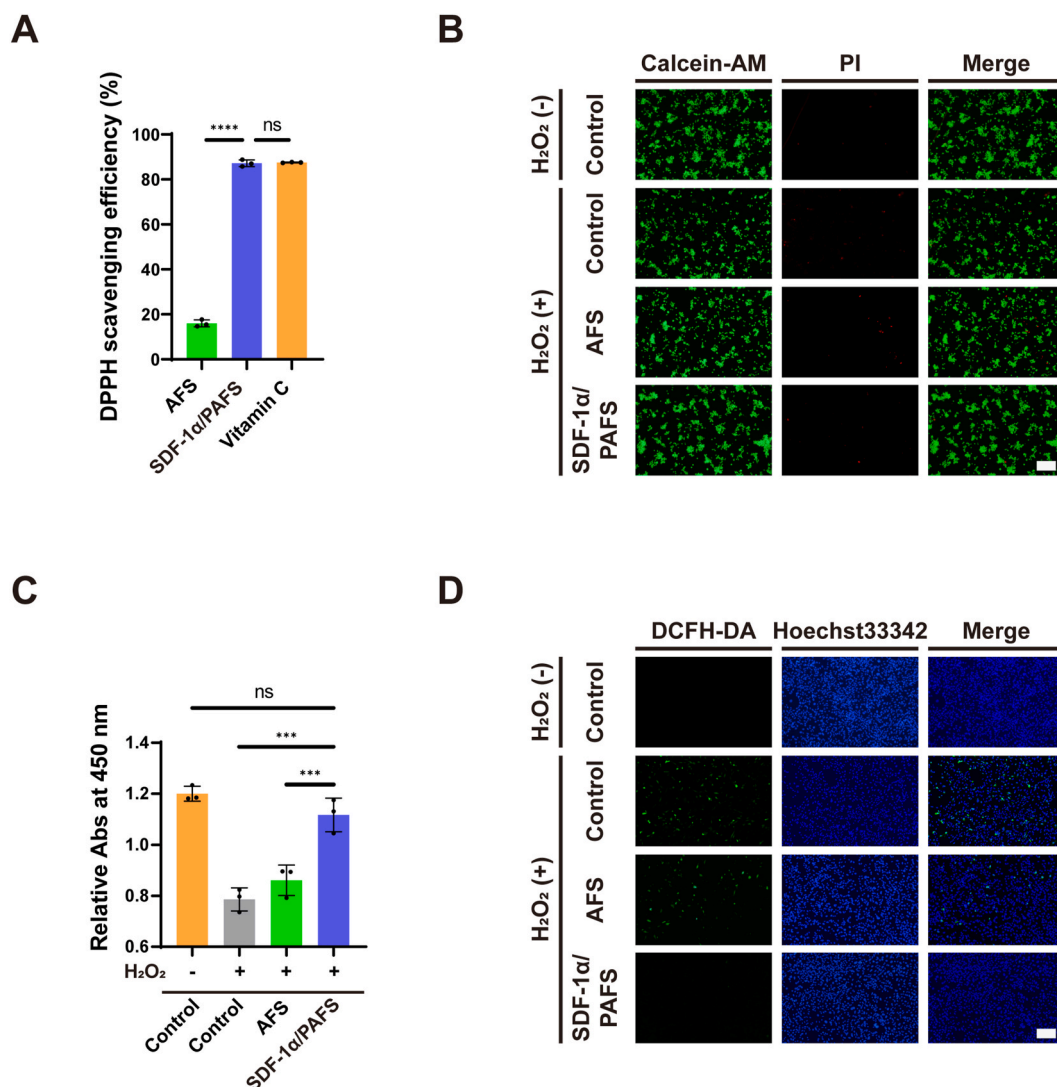 A
DPPH scavenging efficiency (%)
100
80
60
40
20
0
****
ns
AFS
SDF-1α/PAFS
Vitamin C
B
Calcein-AM
PI
Merge
H₂O₂ (-)
Control
H₂O₂ (+)
Control
AFS
SDF-1α/
PAFS
C
Relative Abs at 450 nm
1.4
1.2
1.0
0.8
0.6
ns
***
***
H₂O₂ - + + +
Control
Control
AFS
SDF-1α/PAFS
D
DCFH-DA
Hoechst33342
Merge
H₂O₂ (-)
Control
H₂O₂ (+)
Control
AFS
SDF-1α/
PAFS